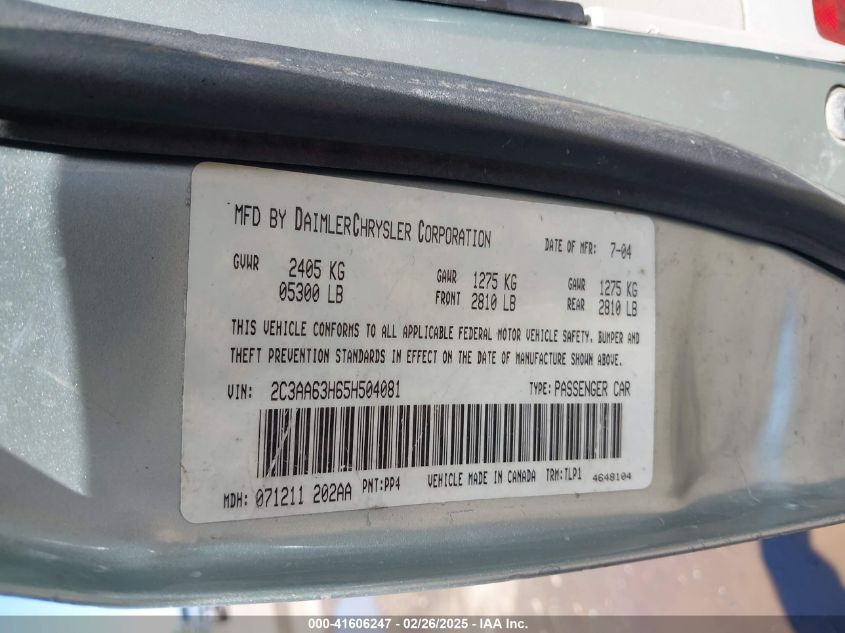 MFD BY DAIMLERCHRYSLER CORPORATION DATE OF MFR: 7-04
GVWR 2405 KG GAWR 1275 KG GAWR 1275 KG
05300 LB FRONT 2810 LB REAR 2810 LB
THIS VEHICLE CONFORMS TO ALL APPLICABLE FEDERAL MOTOR VEHICLE SAFETY, BUMPER AND
THEFT PREVENTION STANDARDS IN EFFECT ON THE DATE OF MANUFACTURE SHOWN ABOVE.
VIN: 2C3AA63H65H504081 TYPE: PASSENGER CAR
MDH: 071211 202AA PNT:PP4 VEHICLE MADE IN CANADA TRM:TLP1 4648104
000-41606247 - 02/26/2025 - IAA Inc.